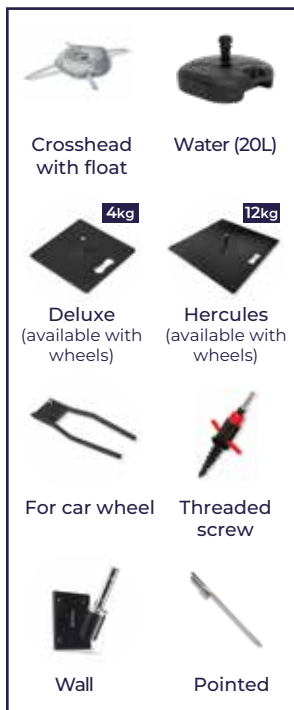 Crosshead
with float
Water (20L)
4kg
12kg
Deluxe
(available with
wheels)
Hercules
(available with
wheels)
For car wheel
Threaded
screw
Wall
Pointed